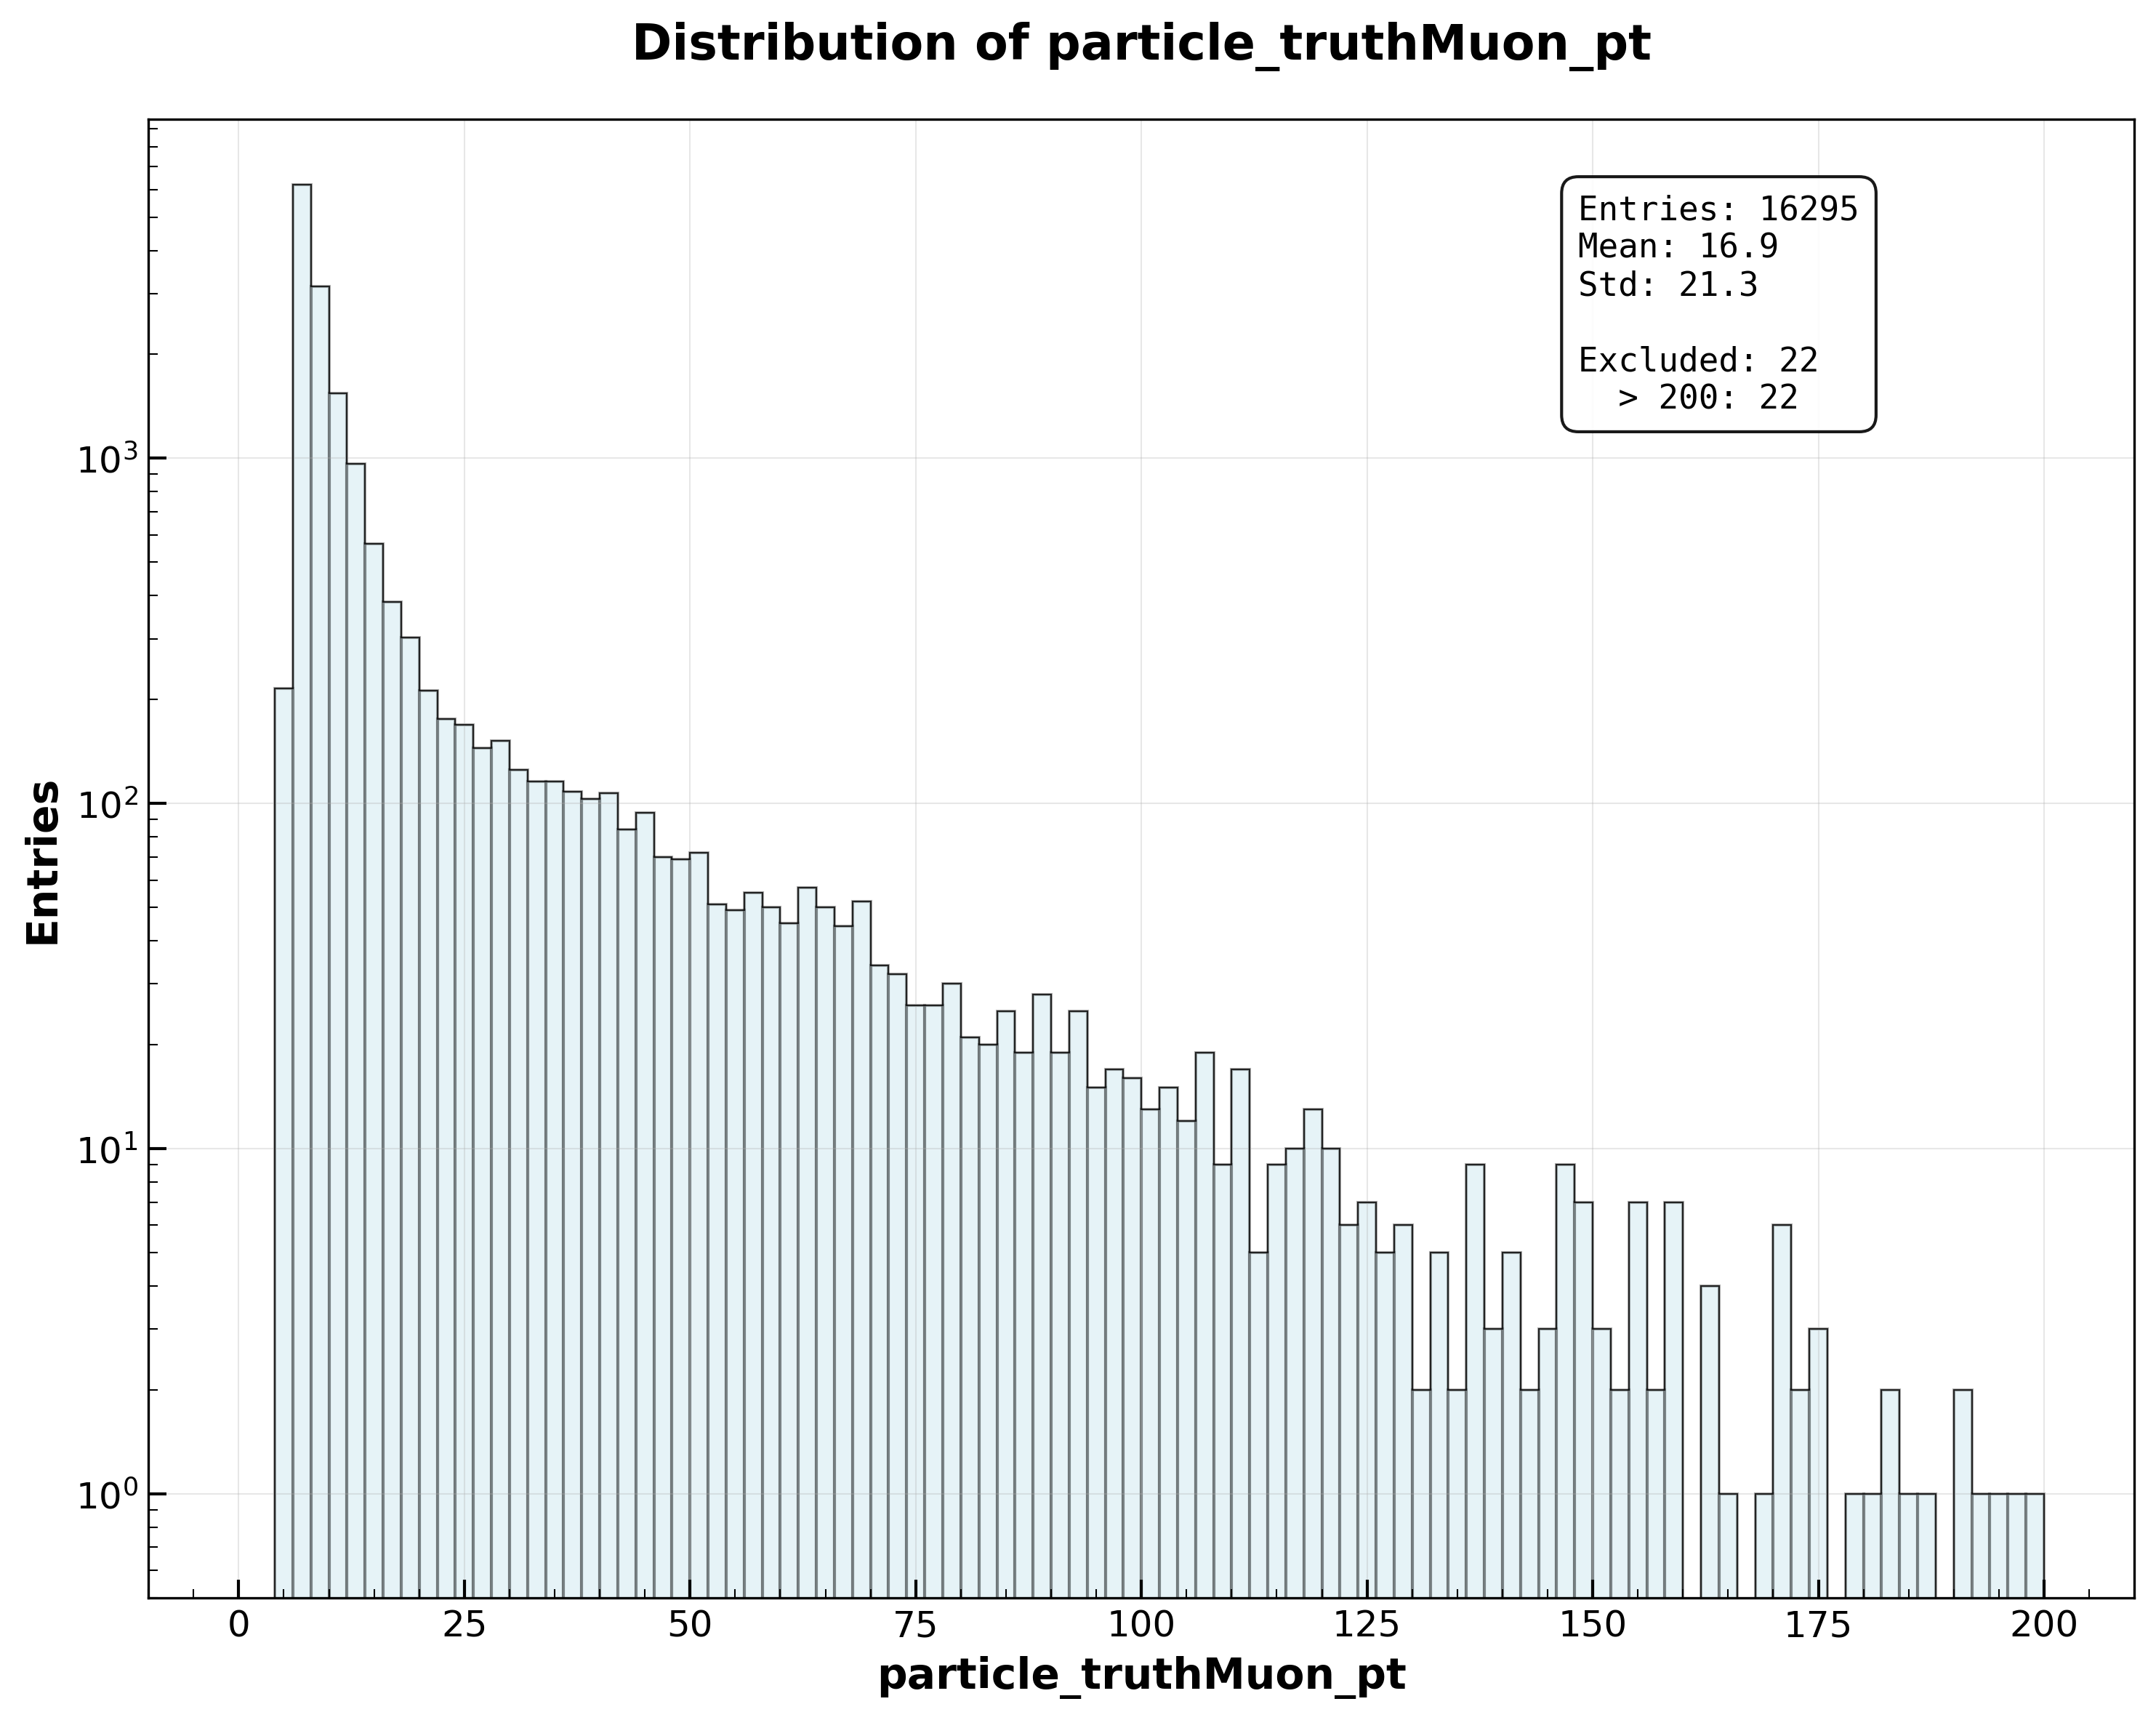 Distribution of particle_truthMuon_pt
Entries: 16295
Mean: 16.9
Std: 21.3
Excluded: 22
> 200: 22
Entries
10³
10²
10¹
10⁰
0 25 50 75 100 125 150 175 200
particle_truthMuon_pt